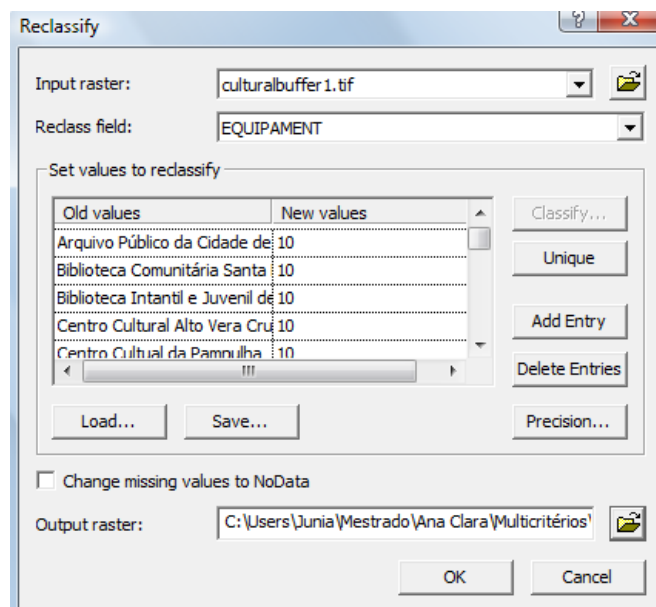 Reclassify
Input raster: culturalbuffer1.tif
Reclass field: EQUIPAMENT
Set values to reclassify
Old values New values Classify...
Arquivo Público da Cidade de 10
Biblioteca Comunitária Santa 10 Unique
Biblioteca Intantil e Juvenil de 10
Centro Cultural Alto Vera Cru 10 Add Entry
Centro Cultual da Pampulha 10
Delete Entries
Load... Save... Precision...
Change missing values to NoData
Output raster: C:\Users\Junia\Mestrado\Ana Clara\Multicritérios\
OK Cancel